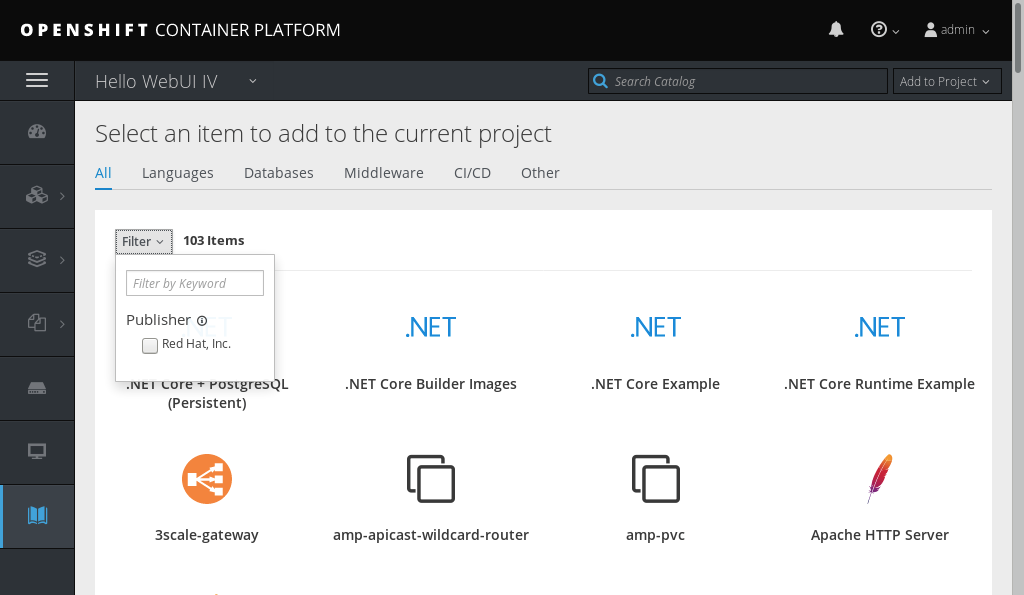 OPENSHIFT CONTAINER PLATFORM
admin
Hello WebUI IV
Search Catalog
Add to Project
Select an item to add to the current project
All Languages Databases Middleware CI/CD Other
Filter 103 Items
Filter by Keyword
Publisher
Red Hat, Inc.
.NET .NET .NET .NET
.NET Core + PostgreSQL
(Persistent)
.NET Core Builder Images
.NET Core Example
.NET Core Runtime Example
3scale-gateway
amp-apicast-wildcard-router
amp-pvc
Apache HTTP Server